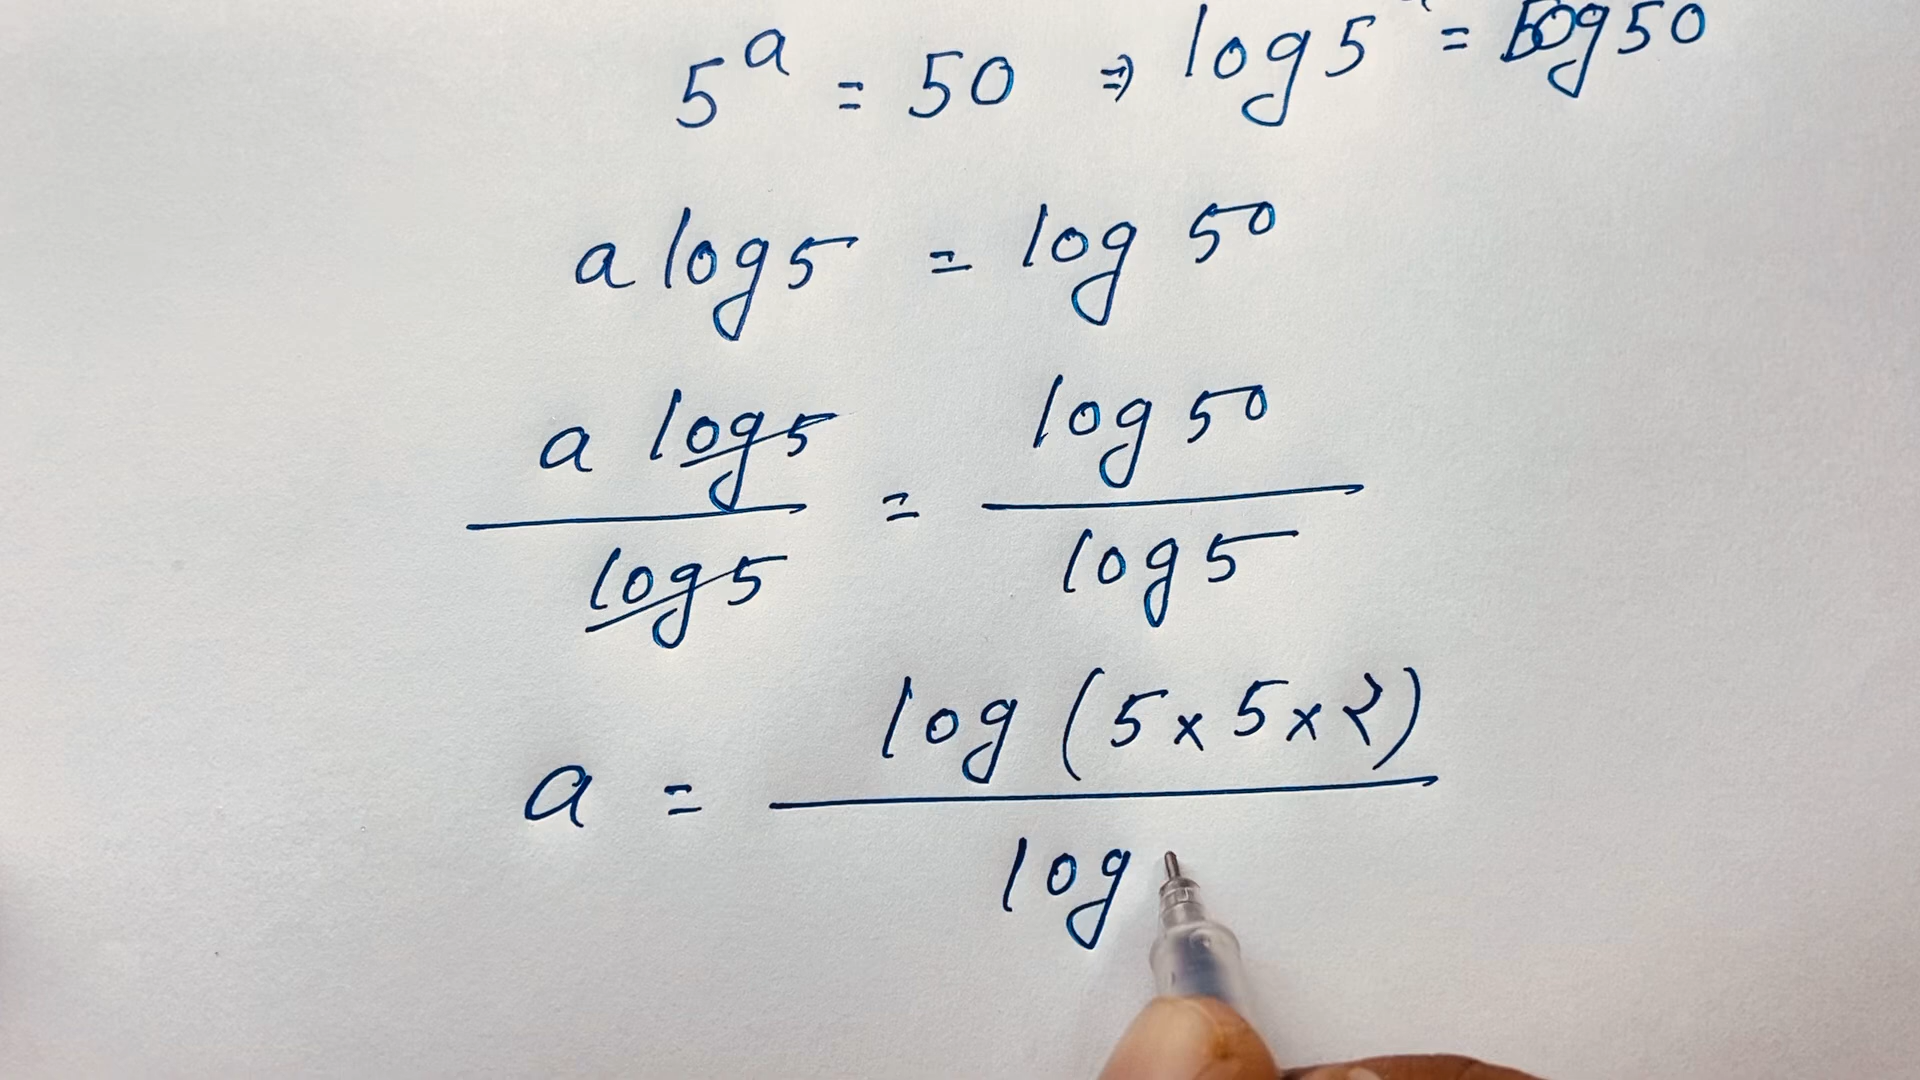 5^a = 50 ⇒ log 5 = log 50
a log 5 = log 50
a log 5 / log 5 = log 50 / log 5
a = log (5 × 5 × 2) / log